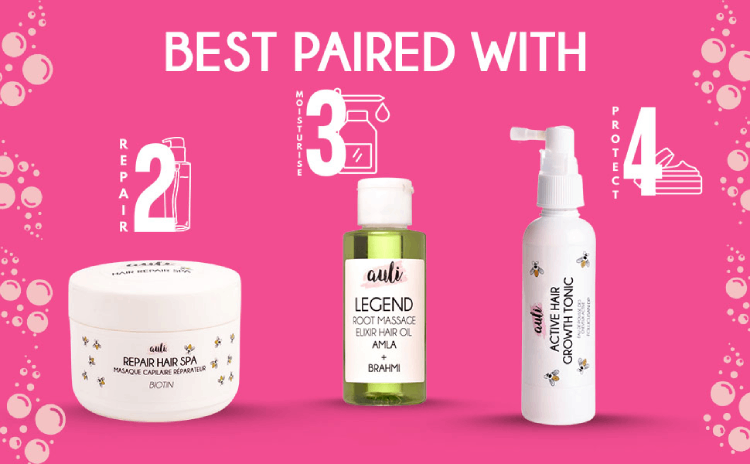 BEST PAIRED WITH
REPAIR
2
MOISTURISE
3
PROTECT
4
auli
HAIR REPAIR SPA
auli
REPAIR HAIR SPA
MASQUE CAPILAIRE RÉPARATEUR
BIOTIN
auli
LEGEND
ROOT MASSAGE
ELIXIR HAIR OIL
AMLA
+
BRAHMI
auli
ACTIVE HAIR
GROWTH TONIC